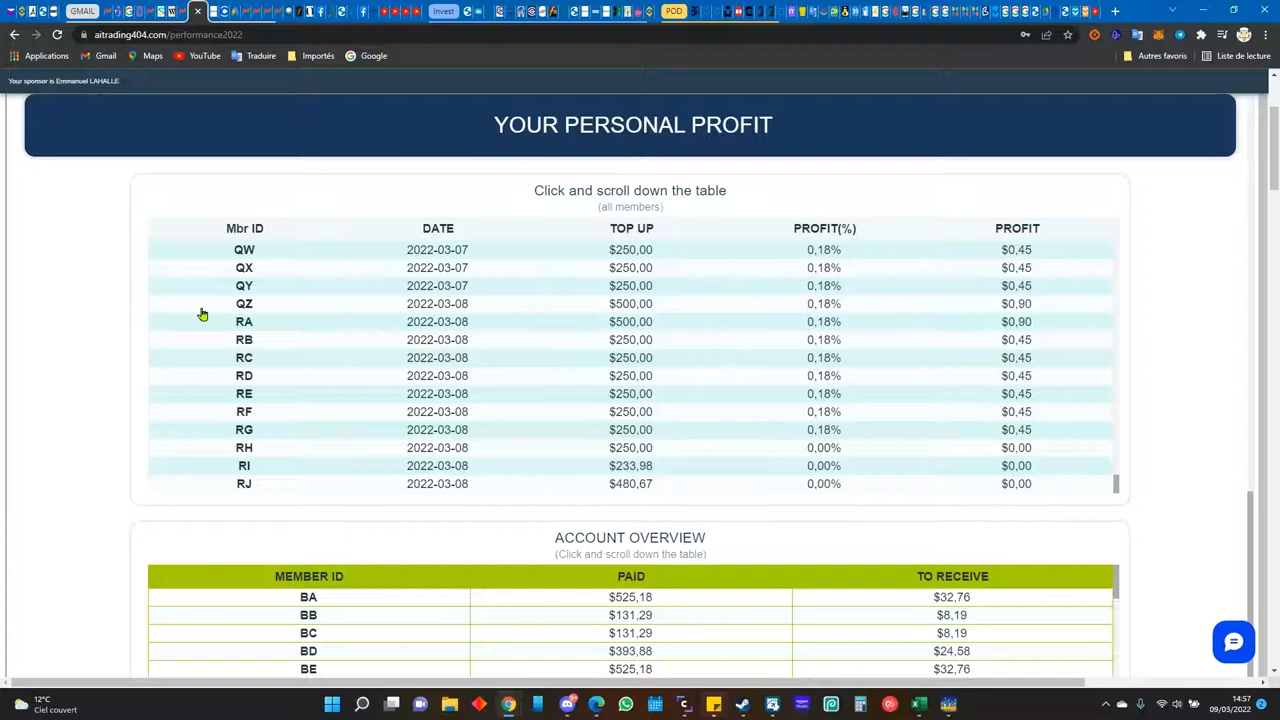 GMAIL
Invest
POD
aitrading404.com/performance2022
Applications Gmail Maps YouTube Traduire Importés Google Autres favoris Liste de lecture
Your sponsor is Emmanuel LAHALLE
YOUR PERSONAL PROFIT
Click and scroll down the table
(all members)
Mbr ID DATE TOP UP PROFIT(%) PROFIT
QW 2022-03-07 $250,00 0,18% $0,45
QX 2022-03-07 $250,00 0,18% $0,45
QY 2022-03-07 $250,00 0,18% $0,45
QZ 2022-03-08 $500,00 0,18% $0,90
RA 2022-03-08 $500,00 0,18% $0,90
RB 2022-03-08 $250,00 0,18% $0,45
RC 2022-03-08 $250,00 0,18% $0,45
RD 2022-03-08 $250,00 0,18% $0,45
RE 2022-03-08 $250,00 0,18% $0,45
RF 2022-03-08 $250,00 0,18% $0,45
RG 2022-03-08 $250,00 0,18% $0,45
RH 2022-03-08 $250,00 0,00% $0,00
RI 2022-03-08 $233,98 0,00% $0,00
RJ 2022-03-08 $480,67 0,00% $0,00
ACCOUNT OVERVIEW
(Click and scroll down the table)
MEMBER ID PAID TO RECEIVE
BA $525,18 $32,76
BB $131,29 $8,19
BC $131,29 $8,19
BD $393,88 $24,58
BE $525,18 $32,76
12°C
Ciel couvert
14:57
09/03/2022